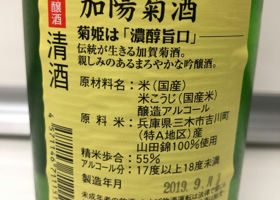 加陽菊酒
醸酒
清酒
菊姫は「濃醇旨口」
伝統が生きる加賀菊酒。
親しみのあるまろやかな吟醸酒。
原材料名:米(国産)
米こうじ(国産米)
醸造アルコール
原料米:兵庫県三木市吉川町
(特A地区)産
山田錦100%使用
精米歩合:55%
アルコール分:17度以上18度未満
製造年月 2019.9.